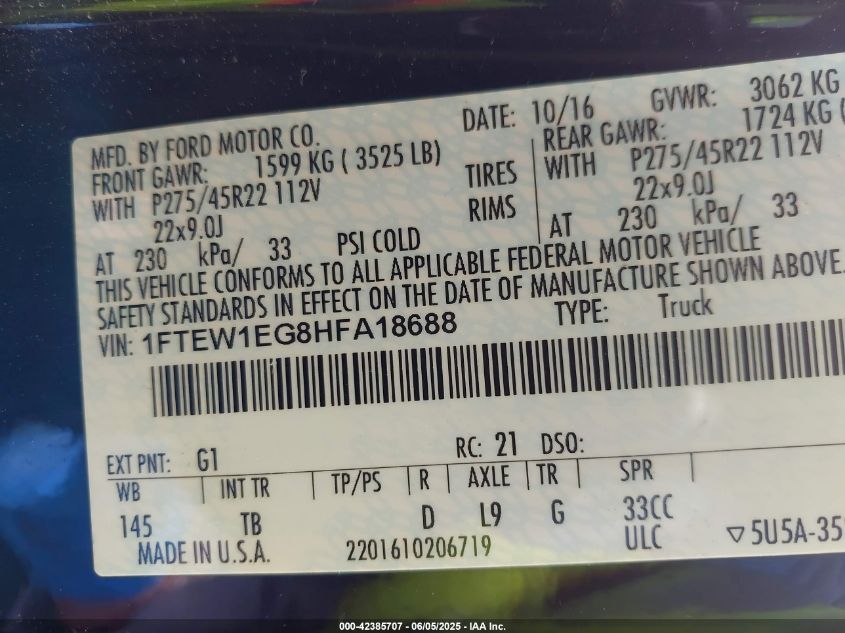 MFD. BY FORD MOTOR CO. DATE: 10/16 GVWR: 3062 KG
FRONT GAWR: 1599 KG ( 3525 LB) REAR GAWR: 1724 KG (
WITH P275/45R22 112V TIRES WITH P275/45R22 112V
22x9.0J RIMS 22x9.0J
AT 230 kPa/ 33 PSI COLD AT 230 kPa/ 33
THIS VEHICLE CONFORMS TO ALL APPLICABLE FEDERAL MOTOR VEHICLE
SAFETY STANDARDS IN EFFECT ON THE DATE OF MANUFACTURE SHOWN ABOVE.
VIN: 1FTEW1EG8HFA18688 TYPE: Truck
EXT PNT: G1 RC: 21 DSO:
WB INT TR TP/PS R AXLE TR SPR
145 TB D L9 G 33CC
MADE IN U.S.A. 2201610206719 ULC ▽5U5A-35
000-42385707 - 06/05/2025 - IAA Inc.